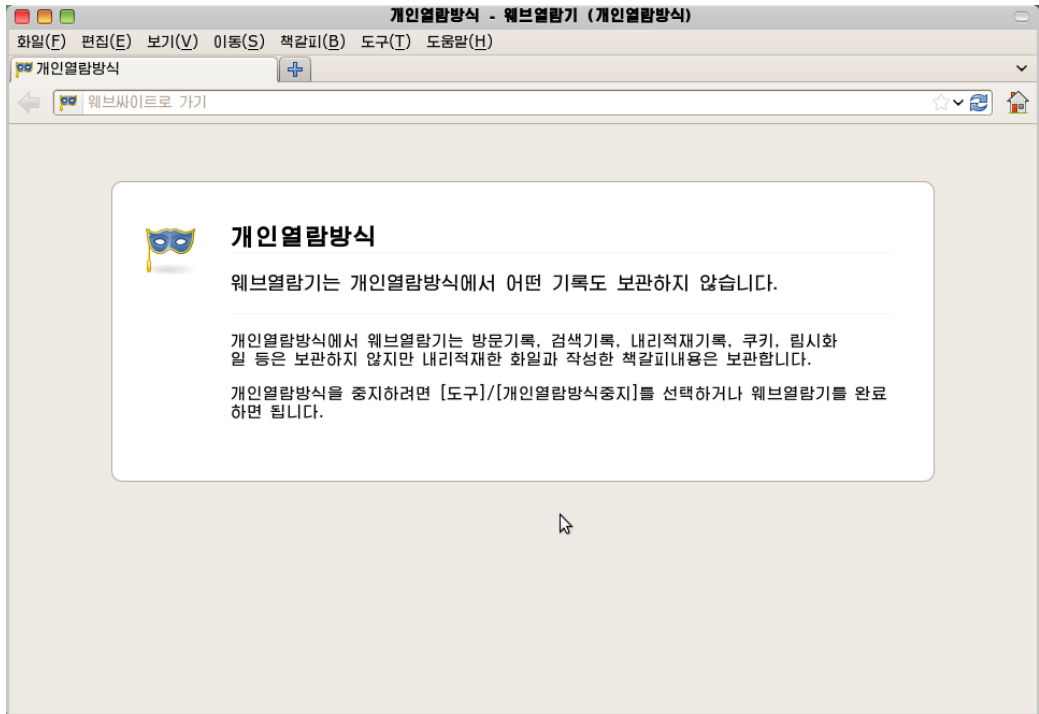 개인열람방식 - 웨브열람기 (개인열람방식)
화일(F) 편집(E) 보기(V) 이동(S) 책갈피(B) 도구(T) 도움말(H)
개인열람방식
웨브싸이트로 가기
개인열람방식
웨브열람기는 개인열람방식에서 어떤 기록도 보관하지 않습니다.
개인열람방식에서 웨브열람기는 방문기록, 검색기록, 내리적재기록, 쿠키, 림시화
일 등은 보관하지 않지만 내리적재한 화일과 작성한 책갈피내용은 보관합니다.
개인열람방식을 중지하려면 [도구]/[개인열람방식중지]를 선택하거나 웨브열람기를 완료
하면 됩니다.